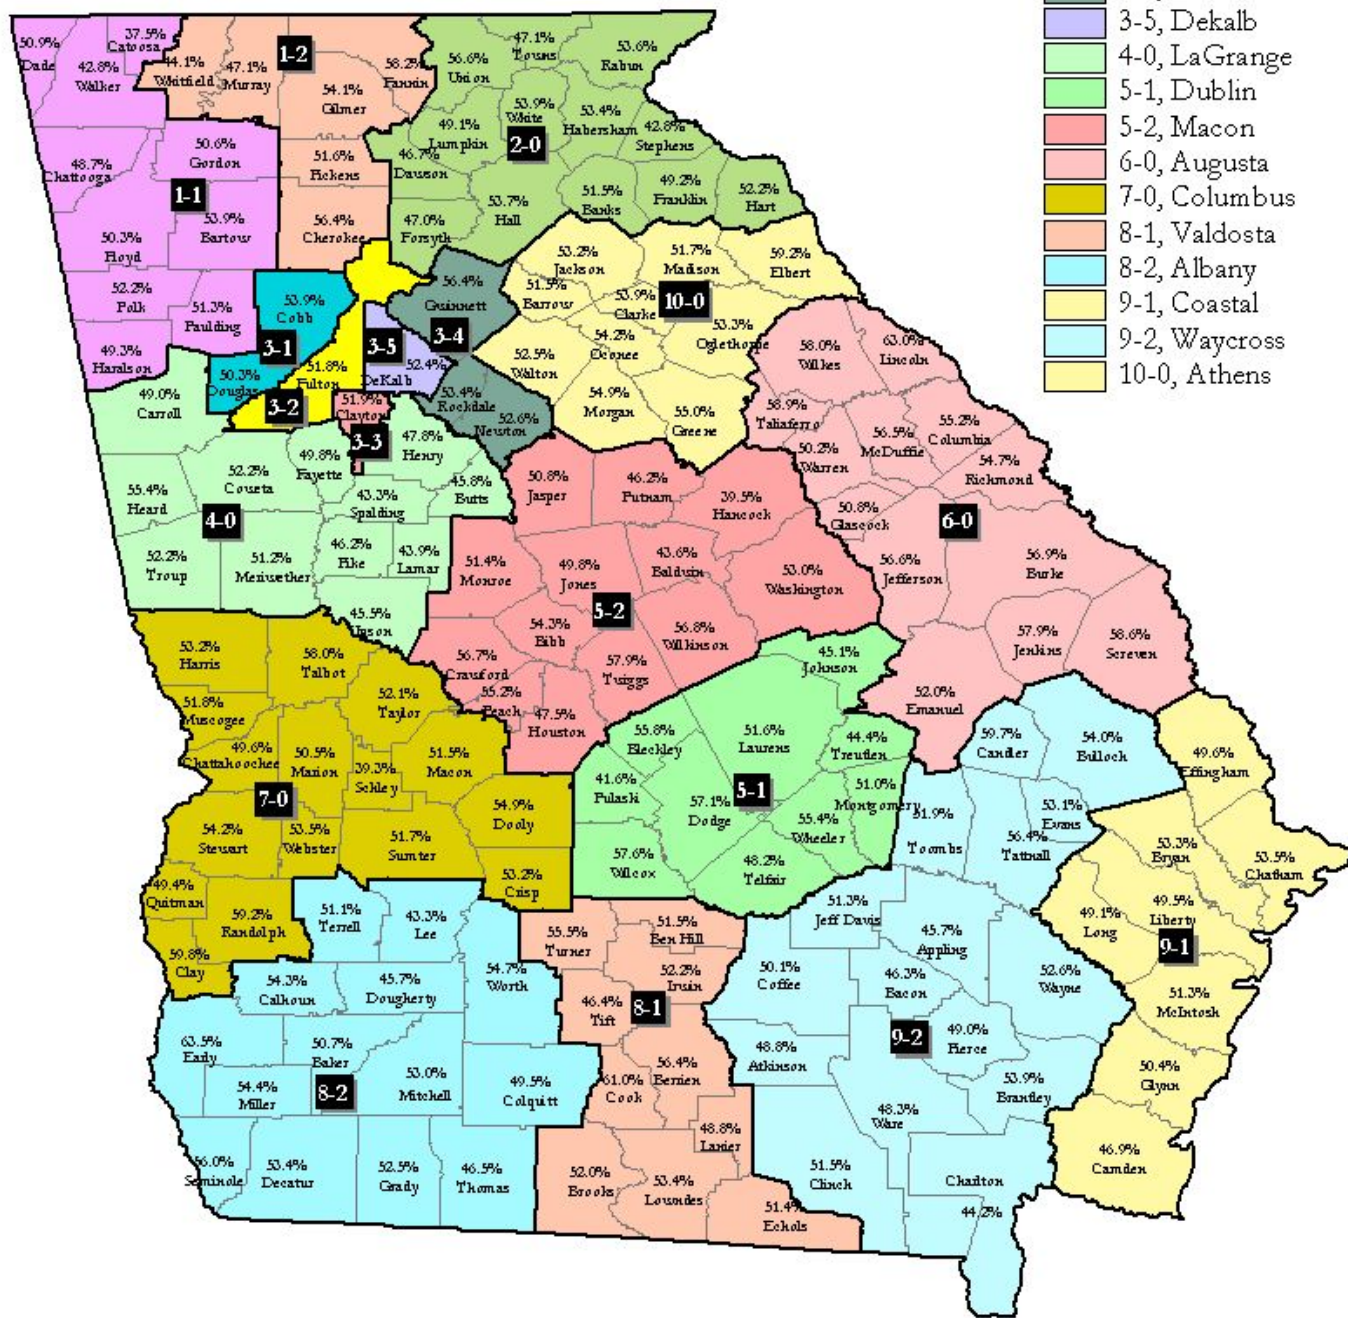 3-5, Dekalb
4-0, LaGrange
5-1, Dublin
5-2, Macon
6-0, Augusta
7-0, Columbus
8-1, Valdosta
8-2, Albany
9-1, Coastal
9-2, Waycross
10-0, Athens
50.9%
Dade
37.5%
Catoosa
42.8%
Walker
44.1%
Whitfield
47.1%
Murray
1-2
58.2%
Fannin
54.1%
Gilmer
56.6%
Union
47.1%
Towns
53.6%
Rabun
53.9%
White
49.1%
Lumpkin
2-0
53.4%
Habersham
42.8%
Stephens
46.7%
Dawson
48.7%
Chattooga
50.6%
Gordon
1-1
51.6%
Pickens
53.7%
Hall
51.5%
Banks
49.2%
Franklin
52.2%
Hart
50.3%
Floyd
53.9%
Bartow
56.4%
Cherokee
47.0%
Forsyth
52.2%
Polk
51.3%
Paulding
49.3%
Haralson
53.9%
Cobb
3-1
50.3%
Douglas
51.8%
Fulton
3-2
3-5
52.4%
DeKalb
56.4%
Gwinnett
3-4
53.4%
Rockdale
52.6%
Newton
51.9%
Clayton
3-3
53.2%
Jackson
51.7%
Madison
59.2%
Elbert
51.5%
Barrow
53.9%
Clarke
10-0
54.2%
Oconee
53.3%
Oglethorpe
52.5%
Walton
54.9%
Morgan
55.0%
Greene
58.0%
Wilkes
63.0%
Lincoln
58.9%
Taliaferro
56.5%
McDuffie
55.2%
Columbia
50.2%
Warren
54.7%
Richmond
50.8%
Glascock
6-0
56.6%
Jefferson
56.9%
Burke
57.9%
Jenkins
58.6%
Screven
52.0%
Emanuel
49.0%
Carroll
52.2%
Coweta
49.8%
Fayette
47.8%
Henry
45.8%
Butts
55.4%
Heard
4-0
43.3%
Spalding
52.2%
Troup
51.2%
Meriwether
46.2%
Pike
43.9%
Lamar
45.5%
Upson
50.8%
Jasper
46.2%
Putnam
39.5%
Hancock
51.4%
Monroe
49.8%
Jones
43.6%
Baldwin
53.0%
Washington
5-2
54.3%
Bibb
56.8%
Wilkinson
56.7%
Crawford
57.9%
Twiggs
55.2%
Peach
47.5%
Houston
45.1%
Johnson
55.8%
Bleckley
51.6%
Laurens
44.4%
Treutlen
41.6%
Pulaski
57.1%
Dodge
5-1
51.0%
Montgomery
55.4%
Wheeler
57.6%
Wilcox
48.2%
Telfair
53.2%
Harris
58.0%
Talbot
51.8%
Muscogee
52.1%
Taylor
49.6%
Chattahoochee
50.5%
Marion
39.3%
Schley
51.5%
Macon
7-0
54.2%
Stewart
53.5%
Webster
51.7%
Sumter
54.9%
Dooly
49.4%
Quitman
59.2%
Randolph
53.2%
Crisp
59.8%
Clay
51.1%
Terrell
43.3%
Lee
54.3%
Calhoun
45.7%
Dougherty
54.7%
Worth
63.5%
Early
50.7%
Baker
54.4%
Miller
8-2
53.0%
Mitchell
49.5%
Colquitt
56.0%
Seminole
53.4%
Decatur
52.5%
Grady
46.5%
Thomas
55.5%
Turner
51.5%
Ben Hill
52.2%
Irwin
46.4%
Tift
8-1
61.0%
Cook
56.4%
Berrien
48.8%
Lanier
52.0%
Brooks
53.4%
Lowndes
51.4%
Echols
59.7%
Candler
54.0%
Bulloch
53.1%
Evans
51.9%
Toombs
56.4%
Tattnall
51.3%
Jeff Davis
45.7%
Appling
50.1%
Coffee
46.3%
Bacon
52.6%
Wayne
9-2
49.0%
Pierce
48.8%
Atkinson
53.9%
Brantley
48.3%
Ware
51.5%
Clinch
Charlton
44.2%
49.6%
Effingham
53.3%
Bryan
53.5%
Chatham
49.5%
Liberty
49.1%
Long
9-1
51.3%
McIntosh
50.4%
Glynn
46.9%
Camden